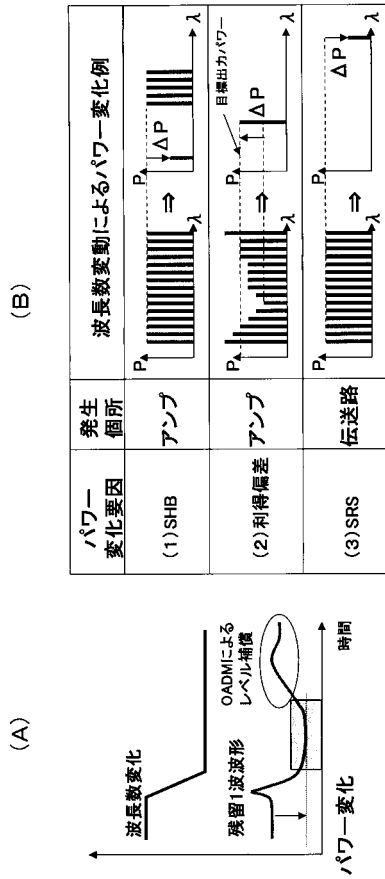 (A)
波長数変化
残留1波波形
OADMによる
レベル補償
時間
パワー変化
(B)
パワー
変化要因
発生
個所
波長数変動によるパワー変化例
(1)SHB
アンプ
P
λ
⇒
P
ΔP
λ
(2)利得偏差
アンプ
P
λ
⇒
P
目標出力パワー
ΔP
λ
(3)SRS
伝送路
P
λ
⇒
P
ΔP
λ